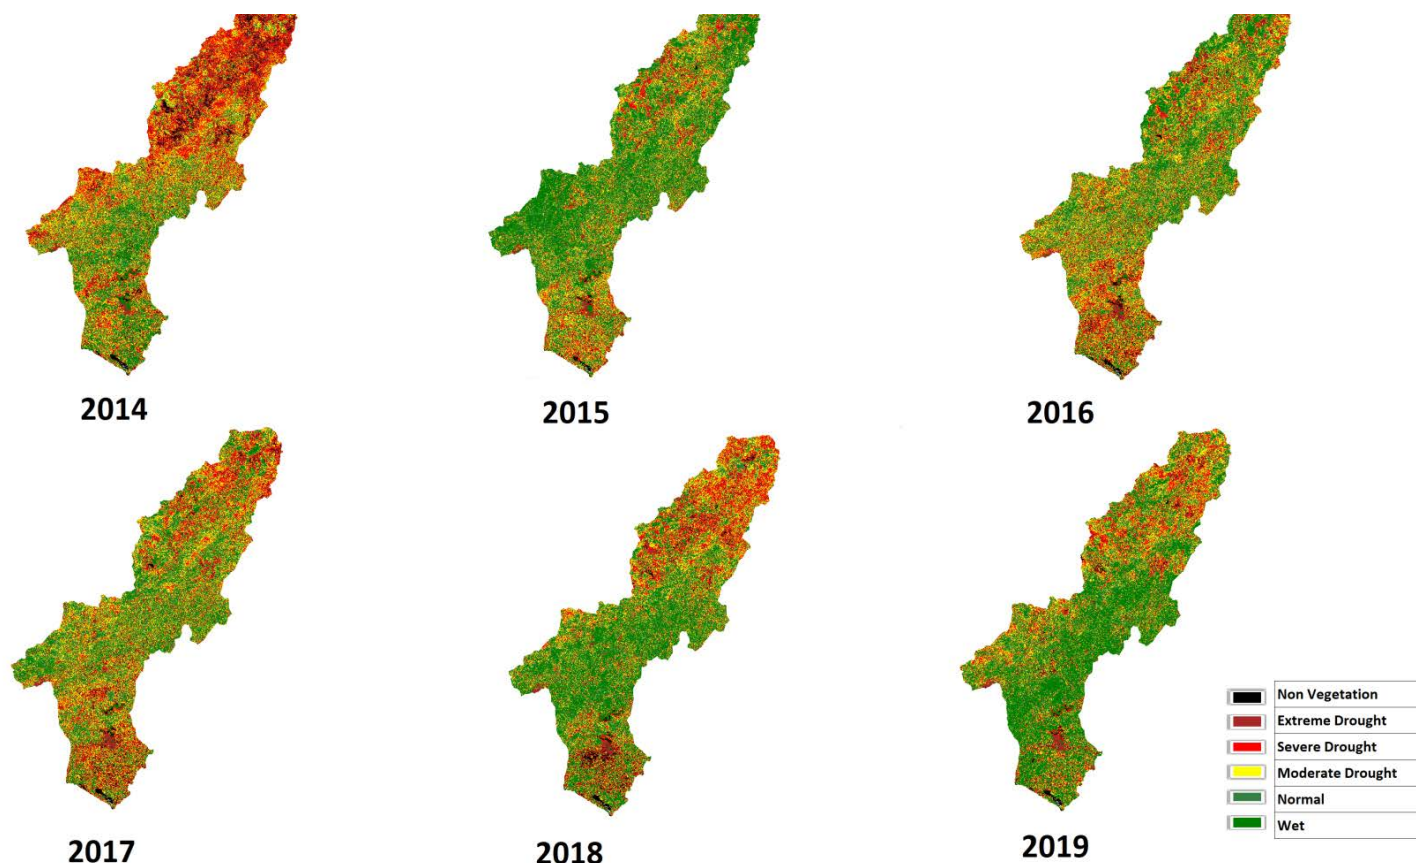 2014
2015
2016
2017
2018
2019
Non Vegetation
Extreme Drought
Severe Drought
Moderate Drought
Normal
Wet